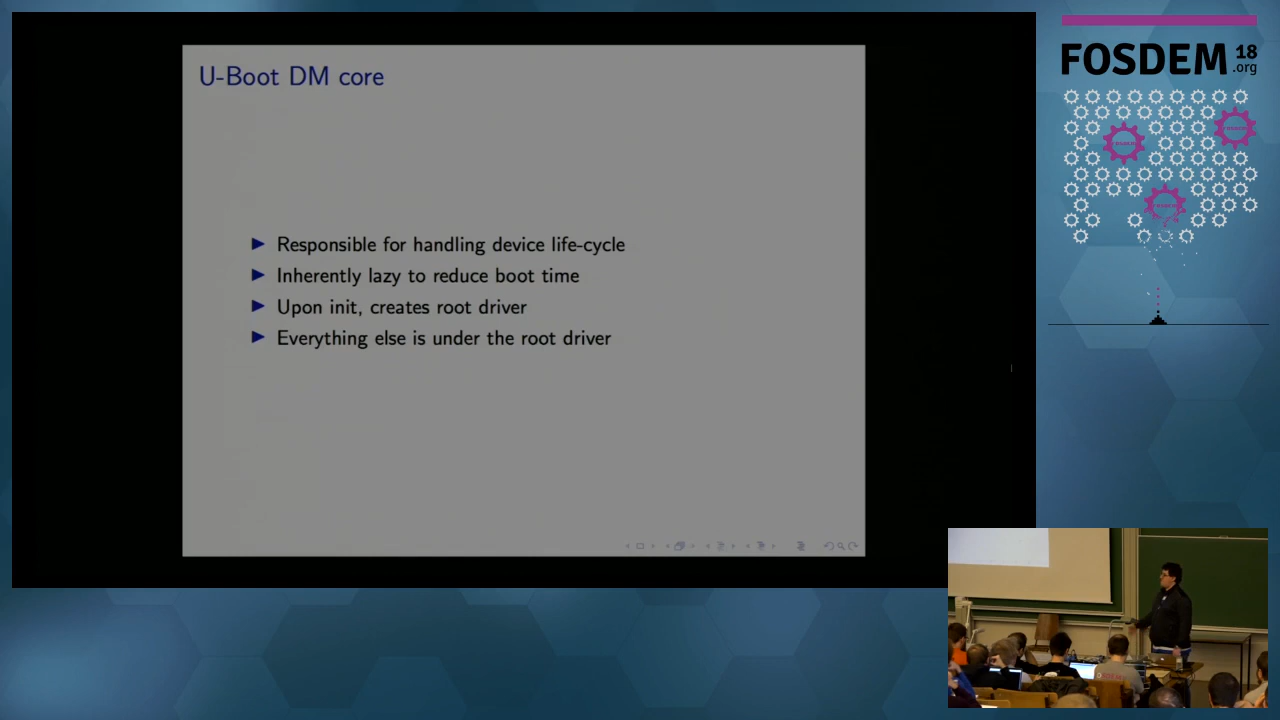 U-Boot DM core
Responsible for handling device life-cycle
Inherently lazy to reduce boot time
Upon init, creates root driver
Everything else is under the root driver
FOSDEM 18
.org